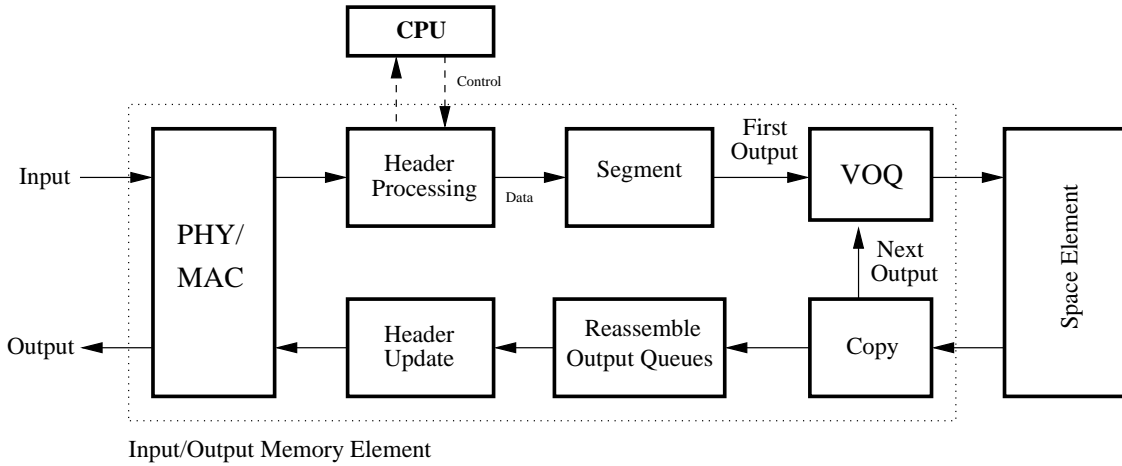 CPU
Control
First
Output
Input
Header
Processing
Data
Segment
VOQ
PHY/
MAC
Next
Output
Space Element
Output
Header
Update
Reassemble
Output Queues
Copy
Input/Output Memory Element